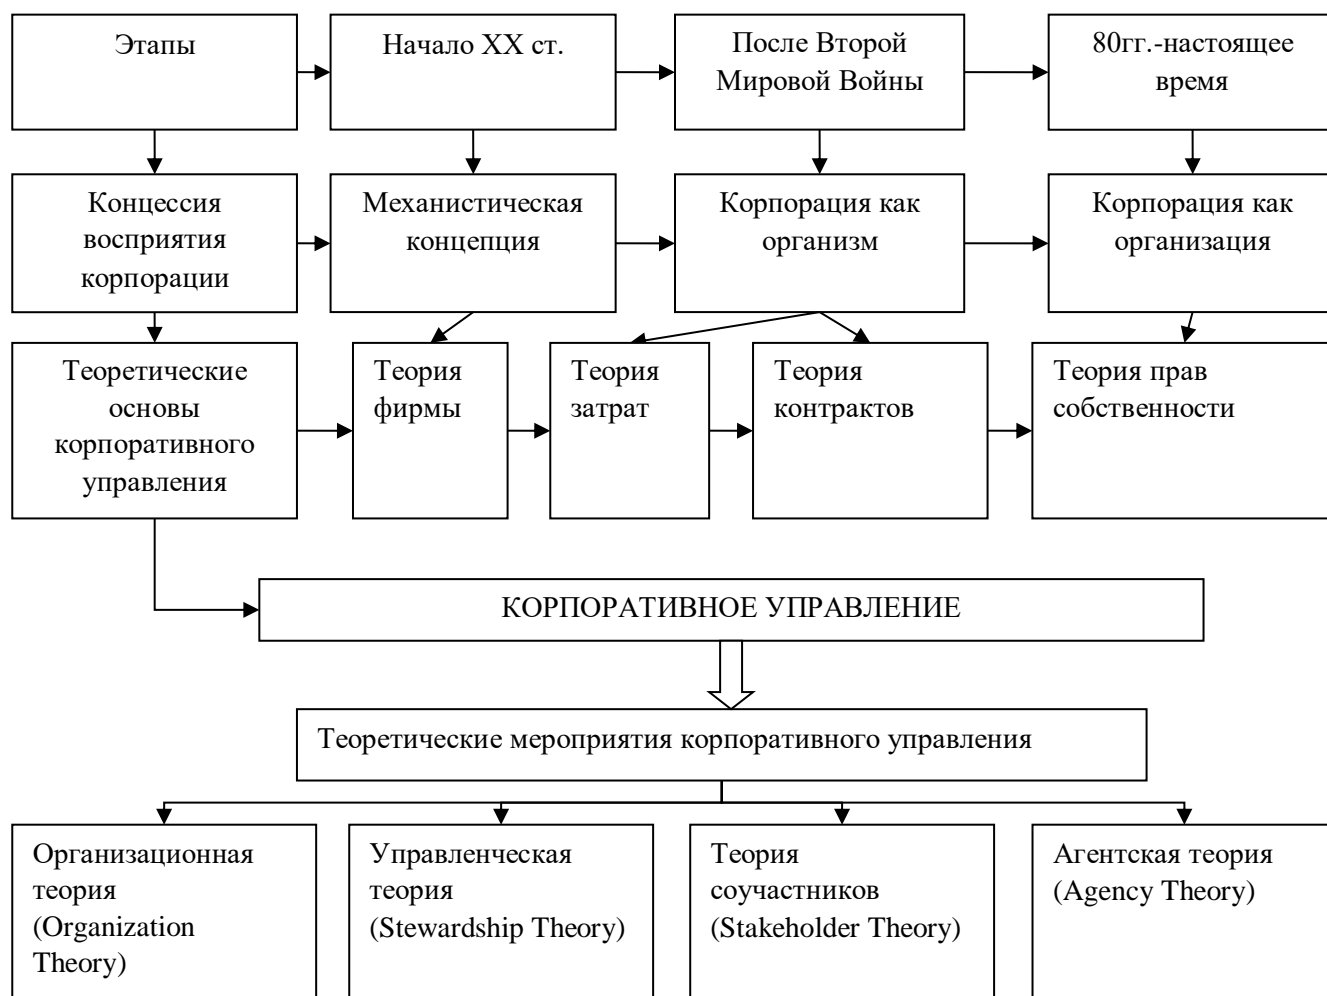 Этапы
Начало XX ст.
После Второй
Мировой Войны
80гг.-настоящее
время
Концессия
восприятия
корпорации
Механистическая
концепция
Корпорация как
организм
Корпорация как
организация
Теоретические
основы
корпоративного
управления
Теория
фирмы
Теория
затрат
Теория
контрактов
Теория прав
собственности
КОРПОРАТИВНОЕ УПРАВЛЕНИЕ
Теоретические мероприятия корпоративного управления
Организационная
теория
(Organization
Theory)
Управленческая
теория
(Stewardship Theory)
Теория
соучастников
(Stakeholder Theory)
Агентская теория
(Agency Theory)